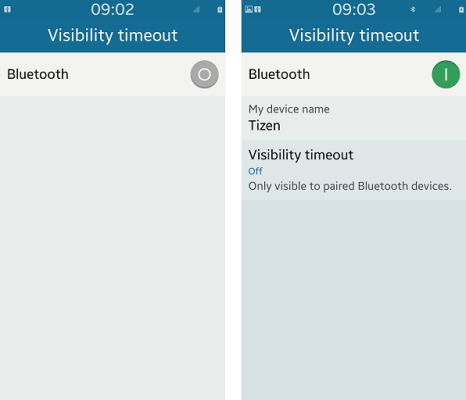 09:02
Visibility timeout
Bluetooth
09:03
Visibility timeout
Bluetooth
My device name
Tizen
Visibility timeout
Off
Only visible to paired Bluetooth devices.